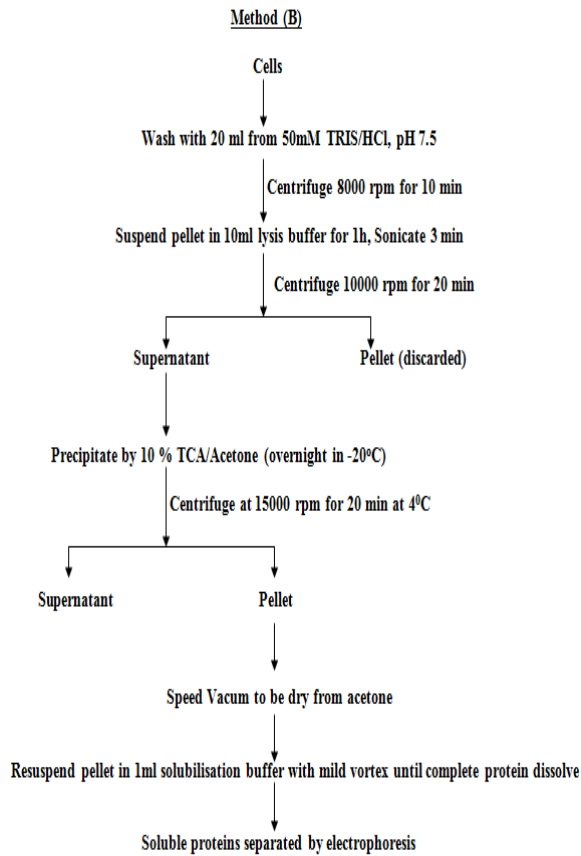 Method (B)
Cells
Wash with 20 ml from 50mM TRIS/HCl, pH 7.5
Centrifuge 8000 rpm for 10 min
Suspend pellet in 10ml lysis buffer for 1h, Sonicate 3 min
Centrifuge 10000 rpm for 20 min
Supernatant Pellet (discarded)
Precipitate by 10 % TCA/Acetone (overnight in -20ºC)
Centrifuge at 15000 rpm for 20 min at 4⁰C
Supernatant Pellet
Speed Vacum to be dry from acetone
Resuspend pellet in 1ml solubilisation buffer with mild vortex until complete protein dissolve
Soluble proteins separated by electrophoresis